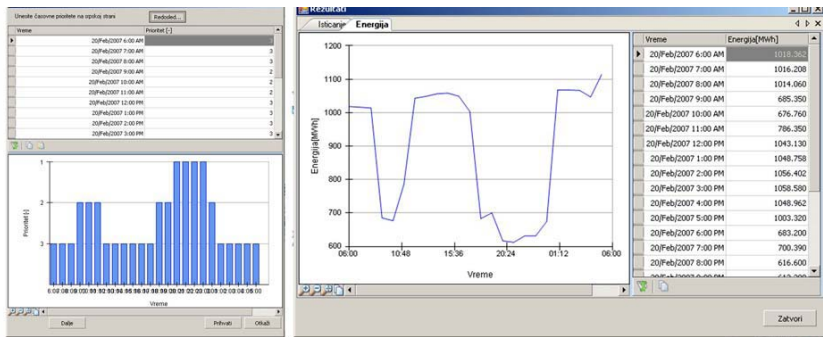 Unesite časovne prioritete na srpskoj strani
Redosled...
Vreme Prioritet [-]
20/Feb/2007 6:00 AM
20/Feb/2007 7:00 AM 3
20/Feb/2007 8:00 AM 3
20/Feb/2007 9:00 AM 2
20/Feb/2007 10:00 AM 2
20/Feb/2007 11:00 AM 2
20/Feb/2007 12:00 PM 3
20/Feb/2007 1:00 PM 3
20/Feb/2007 2:00 PM 3
20/Feb/2007 3:00 PM 3
1
2
3
Prioritet [-]
Vreme
Dalje Prihvati Otkaži
Rezultati
Isticanje Energija
1200
1100
1000
900
800
700
600
Energija[MWh]
06:00 10:48 15:36 20:24 01:12 06:00
Vreme
Vreme Energija[MWh]
20/Feb/2007 6:00 AM 1018.362
20/Feb/2007 7:00 AM 1016.208
20/Feb/2007 8:00 AM 1014.060
20/Feb/2007 9:00 AM 685.350
20/Feb/2007 10:00 AM 676.760
20/Feb/2007 11:00 AM 786.350
20/Feb/2007 12:00 PM 1043.130
20/Feb/2007 1:00 PM 1048.758
20/Feb/2007 2:00 PM 1056.402
20/Feb/2007 3:00 PM 1058.580
20/Feb/2007 4:00 PM 1048.962
20/Feb/2007 5:00 PM 1003.320
20/Feb/2007 6:00 PM 683.200
20/Feb/2007 7:00 PM 700.390
20/Feb/2007 8:00 PM 616.600
Zatvori